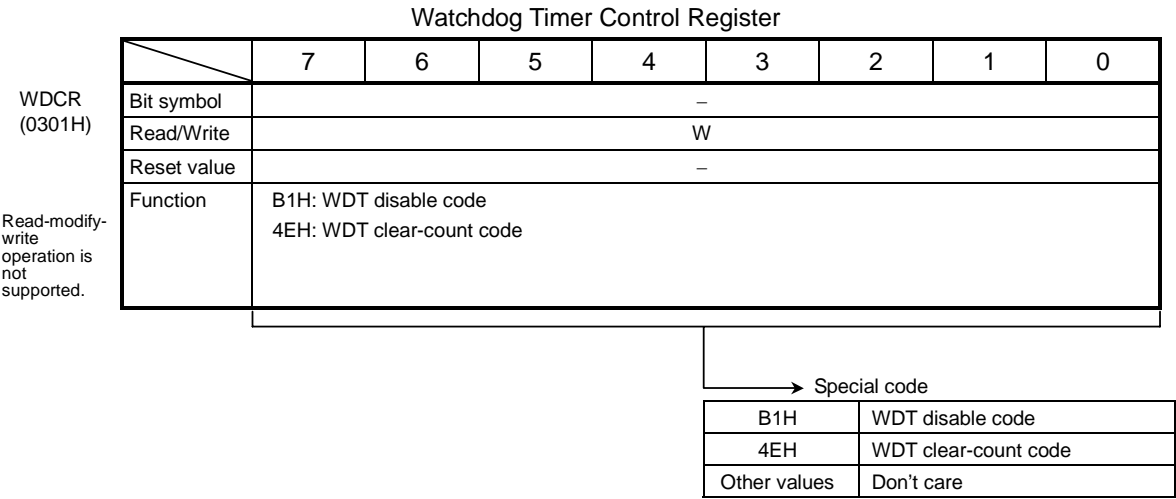 Watchdog Timer Control Register
7 6 5 4 3 2 1 0
WDCR
(0301H)
Bit symbol –
Read/Write W
Reset value –
Function B1H: WDT disable code
4EH: WDT clear-count code
Read-modify-
write
operation is
not
supported.
Special code
B1H WDT disable code
4EH WDT clear-count code
Other values Don't care